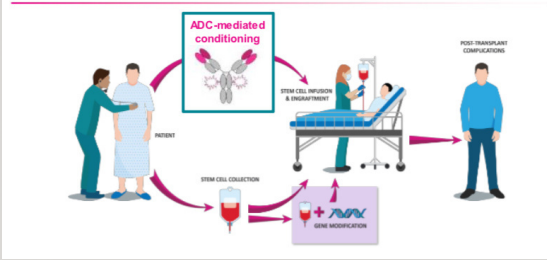 ADC-mediated
conditioning
POST-TRANSPLANT
COMPLICATIONS
STEM CELL INFUSION
& ENGRAFTMENT
PATIENT
STEM CELL COLLECTION
+
GENE MODIFICATION